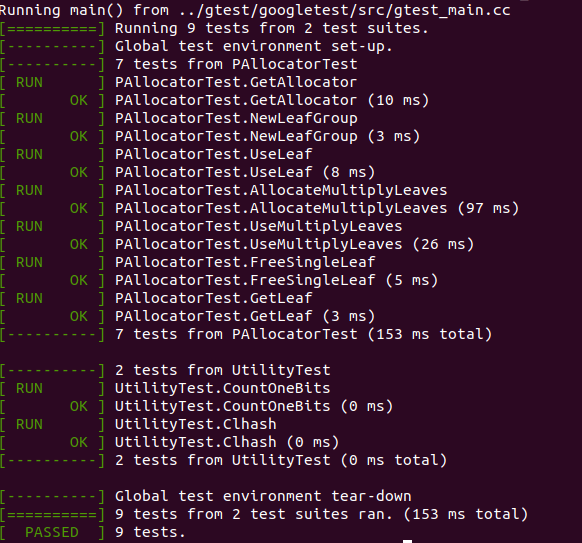 Running main() from ../gtest/googletest/src/gtest_main.cc
[==========] Running 9 tests from 2 test suites.
[----------] Global test environment set-up.
[----------] 7 tests from PAllocatorTest
[ RUN      ] PAllocatorTest.GetAllocator
[       OK ] PAllocatorTest.GetAllocator (10 ms)
[ RUN      ] PAllocatorTest.NewLeafGroup
[       OK ] PAllocatorTest.NewLeafGroup (3 ms)
[ RUN      ] PAllocatorTest.UseLeaf
[       OK ] PAllocatorTest.UseLeaf (8 ms)
[ RUN      ] PAllocatorTest.AllocateMultiplyLeaves
[       OK ] PAllocatorTest.AllocateMultiplyLeaves (97 ms)
[ RUN      ] PAllocatorTest.UseMultiplyLeaves
[       OK ] PAllocatorTest.UseMultiplyLeaves (26 ms)
[ RUN      ] PAllocatorTest.FreeSingleLeaf
[       OK ] PAllocatorTest.FreeSingleLeaf (5 ms)
[ RUN      ] PAllocatorTest.GetLeaf
[       OK ] PAllocatorTest.GetLeaf (3 ms)
[----------] 7 tests from PAllocatorTest (153 ms total)
[----------] 2 tests from UtilityTest
[ RUN      ] UtilityTest.CountOneBits
[       OK ] UtilityTest.CountOneBits (0 ms)
[ RUN      ] UtilityTest.Clhash
[       OK ] UtilityTest.Clhash (0 ms)
[----------] 2 tests from UtilityTest (0 ms total)
[----------] Global test environment tear-down
[==========] 9 tests from 2 test suites ran. (153 ms total)
[  PASSED  ] 9 tests.